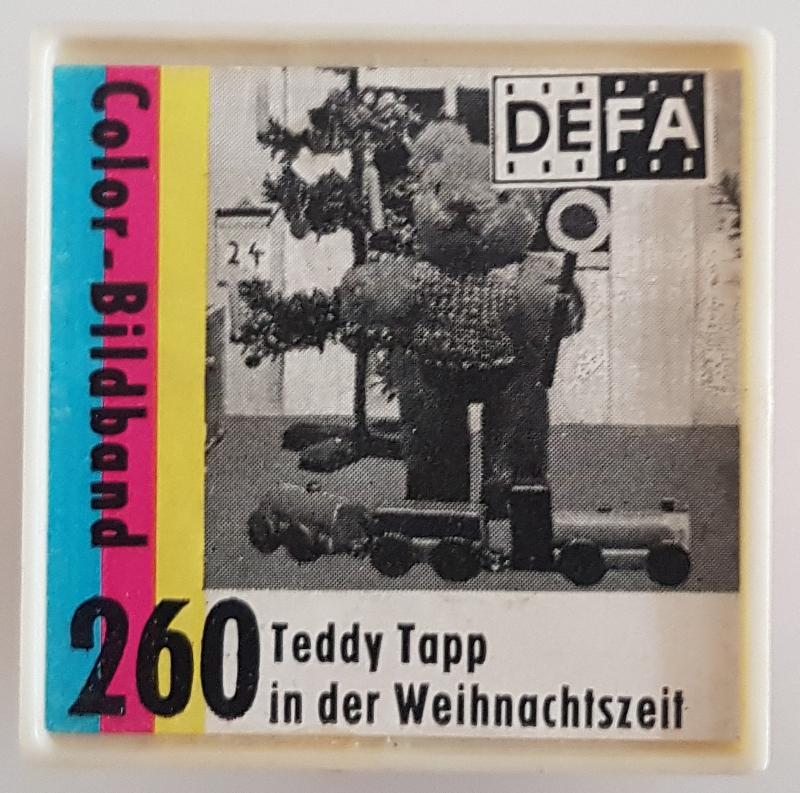 Color-Bildband
DEFA
24
260
Teddy Tapp
in der Weihnachtszeit